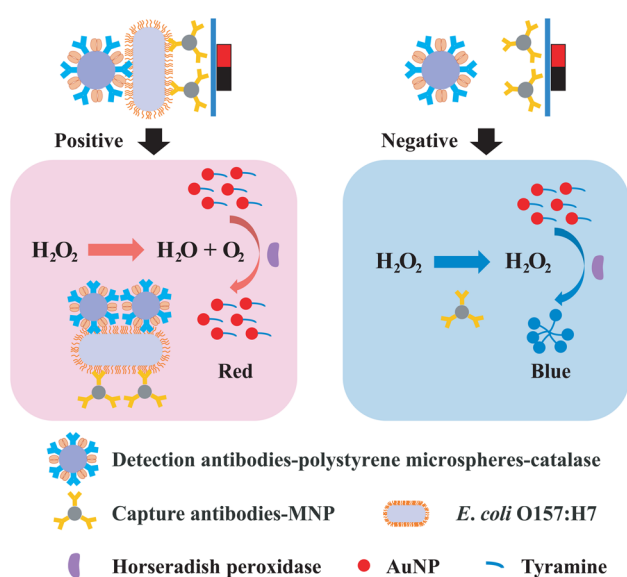 Positive
Negative
H₂O₂
H₂O + O₂
Red
H₂O₂
H₂O₂
Blue
Detection antibodies-polystyrene microspheres-catalase
Capture antibodies-MNP
E. coli O157:H7
Horseradish peroxidase
AuNP
Tyramine